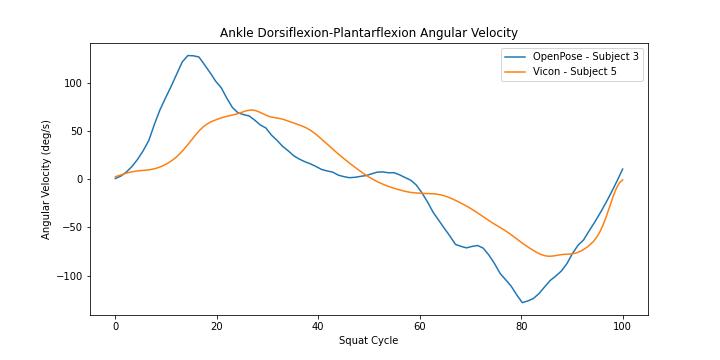 Ankle Dorsiflexion-Plantarflexion Angular Velocity
OpenPose - Subject 3
Vicon - Subject 5
Angular Velocity (deg/s)
100
50
0
−50
−100
0 20 40 60 80 100
Squat Cycle